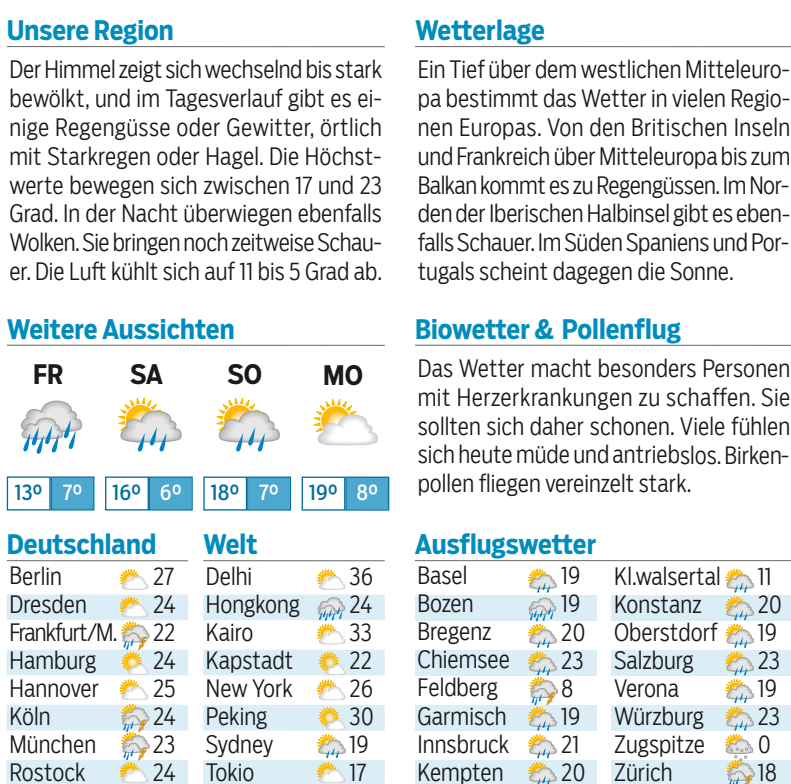 Unsere Region
Der Himmel zeigt sich wechselnd bis stark
bewölkt, und im Tagesverlauf gibt es ei-
nige Regengüsse oder Gewitter, örtlich
mit Starkregen oder Hagel. Die Höchst-
werte bewegen sich zwischen 17 und 23
Grad. In der Nacht überwiegen ebenfalls
Wolken. Sie bringen noch zeitweise Schau-
er. Die Luft kühlt sich auf 11 bis 5 Grad ab.
Wetterlage
Ein Tief über dem westlichen Mitteleuro-
pa bestimmt das Wetter in vielen Regio-
nen Europas. Von den Britischen Inseln
und Frankreich über Mitteleuropa bis zum
Balkan kommt es zu Regengüssen. Im Nor-
den der Iberischen Halbinsel gibt es eben-
falls Schauer. Im Süden Spaniens und Por-
tugals scheint dagegen die Sonne.
Weitere Aussichten
FR SA SO MO
13° 7° 16° 6° 18° 7° 19° 8°
Biowetter & Pollenflug
Das Wetter macht besonders Personen
mit Herzerkrankungen zu schaffen. Sie
sollten sich daher schonen. Viele fühlen
sich heute müde und antriebslos. Birken-
pollen fliegen vereinzelt stark.
Deutschland
Berlin 27
Dresden 24
Frankfurt/M. 22
Hamburg 24
Hannover 25
Köln 24
München 23
Rostock 24
Welt
Delhi 36
Hongkong 24
Kairo 33
Kapstadt 22
New York 26
Peking 30
Sydney 19
Tokio 17
Ausflugswetter
Basel 19
Bozen 19
Bregenz 20
Chiemsee 23
Feldberg 8
Garmisch 19
Innsbruck 21
Kempten 20
Kl.walsertal 11
Konstanz 20
Oberstdorf 19
Salzburg 23
Verona 19
Würzburg 23
Zugspitze 0
Zürich 18